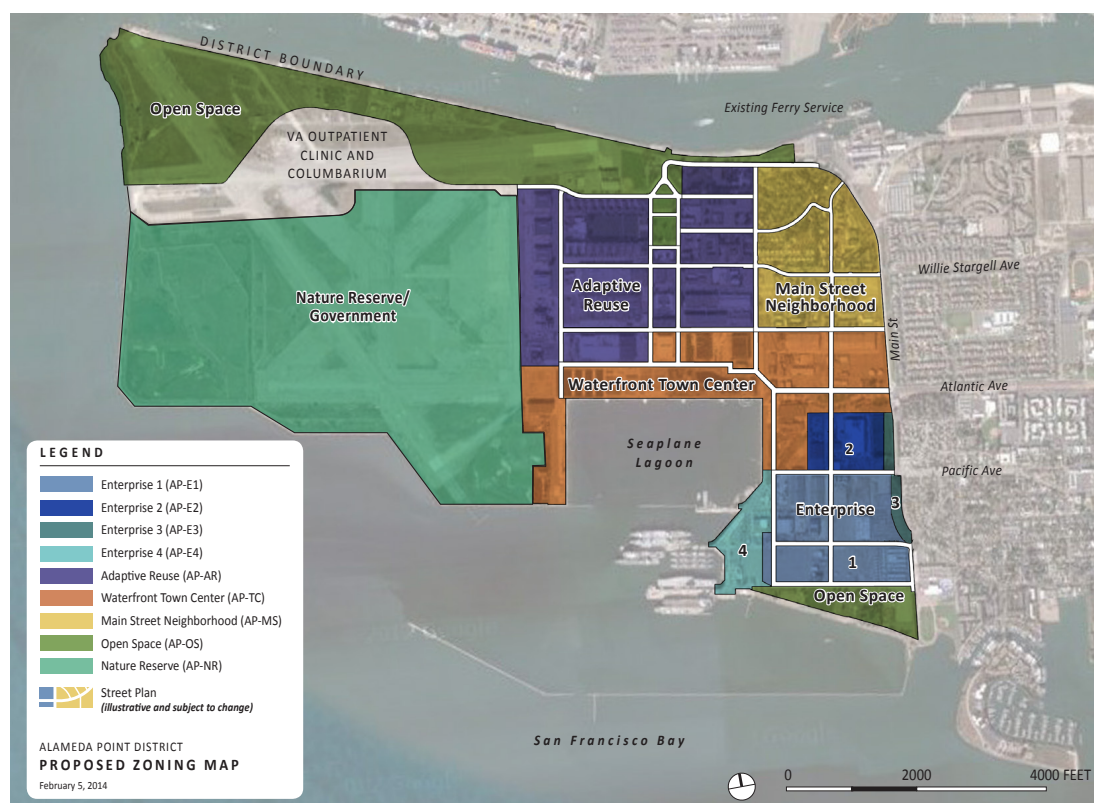 DISTRICT BOUNDARY
Open Space
Existing Ferry Service
VA OUTPATIENT
CLINIC AND
COLUMBARIUM
Willie Stargell Ave
Nature Reserve/
Government
Adaptive
Reuse
Main Street
Neighborhood
Main St
Waterfront Town Center
Atlantic Ave
Seaplane
Lagoon
2
Pacific Ave
3
Enterprise
4
1
Open Space
LEGEND
Enterprise 1 (AP-E1)
Enterprise 2 (AP-E2)
Enterprise 3 (AP-E3)
Enterprise 4 (AP-E4)
Adaptive Reuse (AP-AR)
Waterfront Town Center (AP-TC)
Main Street Neighborhood (AP-MS)
Open Space (AP-OS)
Nature Reserve (AP-NR)
Street Plan
(illustrative and subject to change)
ALAMEDA POINT DISTRICT
PROPOSED ZONING MAP
February 5, 2014
San Francisco Bay
0 2000 4000 FEET